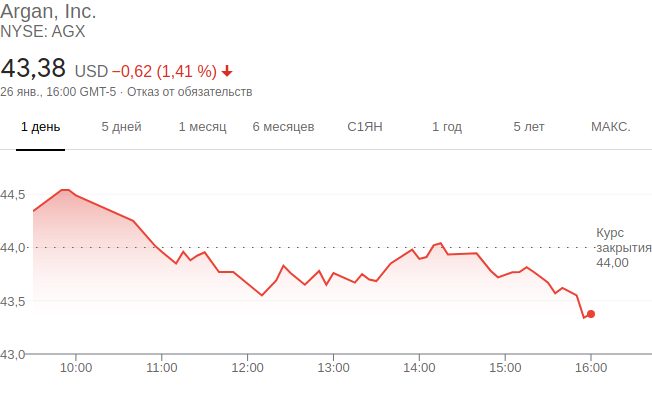 Argan, Inc.
NYSE: AGX
43,38 USD −0,62 (1,41 %)
26 янв., 16:00 GMT-5 · Отказ от обязательств
1 день 5 дней 1 месяц 6 месяцев С1ЯН 1 год 5 лет МАКС.
44,5
44,0
43,5
43,0
Курс
закрытия
44,00
10:00 11:00 12:00 13:00 14:00 15:00 16:00